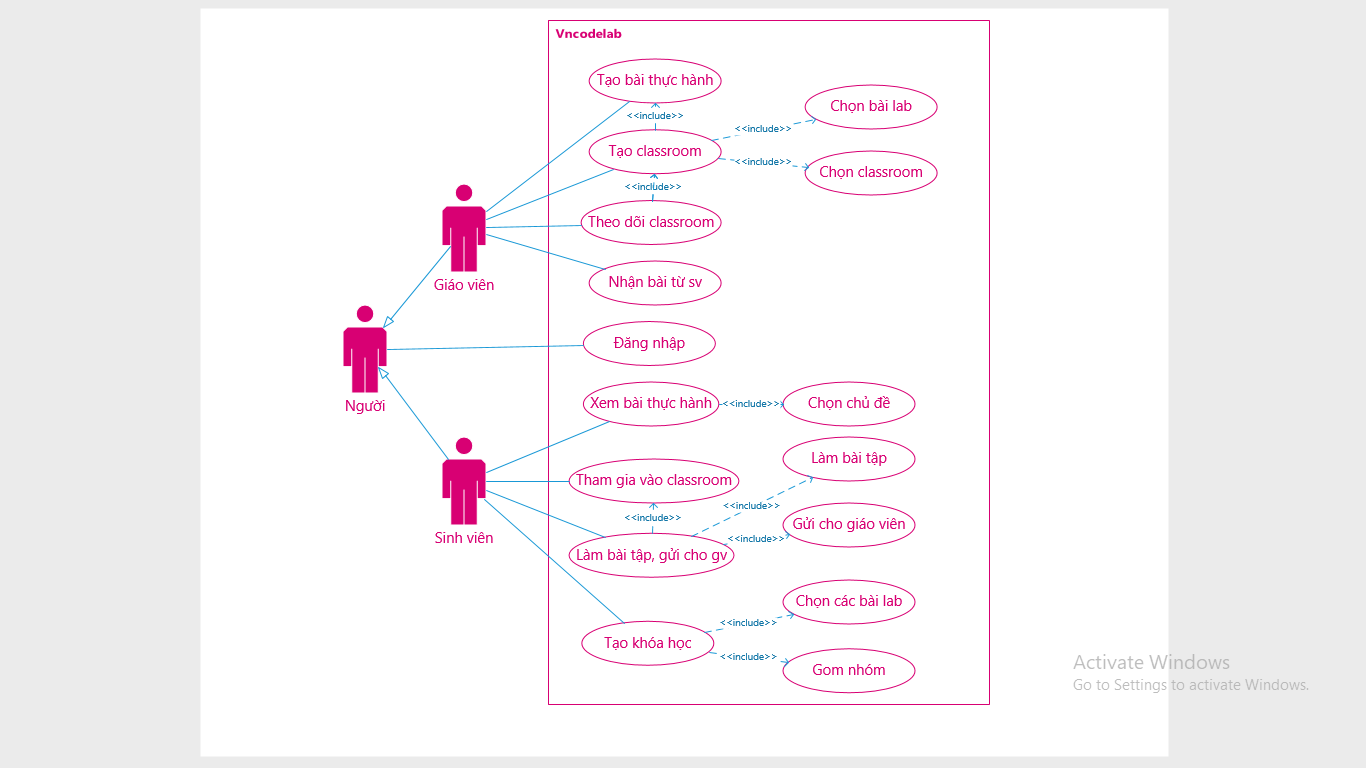 Vncodelab
Tạo bài thực hành
<<include>>
Chọn bài lab
<<include>>
Tạo classroom
<<include>>
Chọn classroom
<<include>>
Theo dõi classroom
Giáo viên
Nhận bài từ sv
Đăng nhập
Người
Xem bài thực hành
<<include>>
Chọn chủ đề
Làm bài tập
Tham gia vào classroom
<<include>>
<<include>>
Gửi cho giáo viên
Sinh viên
<<include>>
Làm bài tập, gửi cho gv
Chọn các bài lab
<<include>>
Tạo khóa học
<<include>>
Gom nhóm
Activate Windows
Go to Settings to activate Windows.